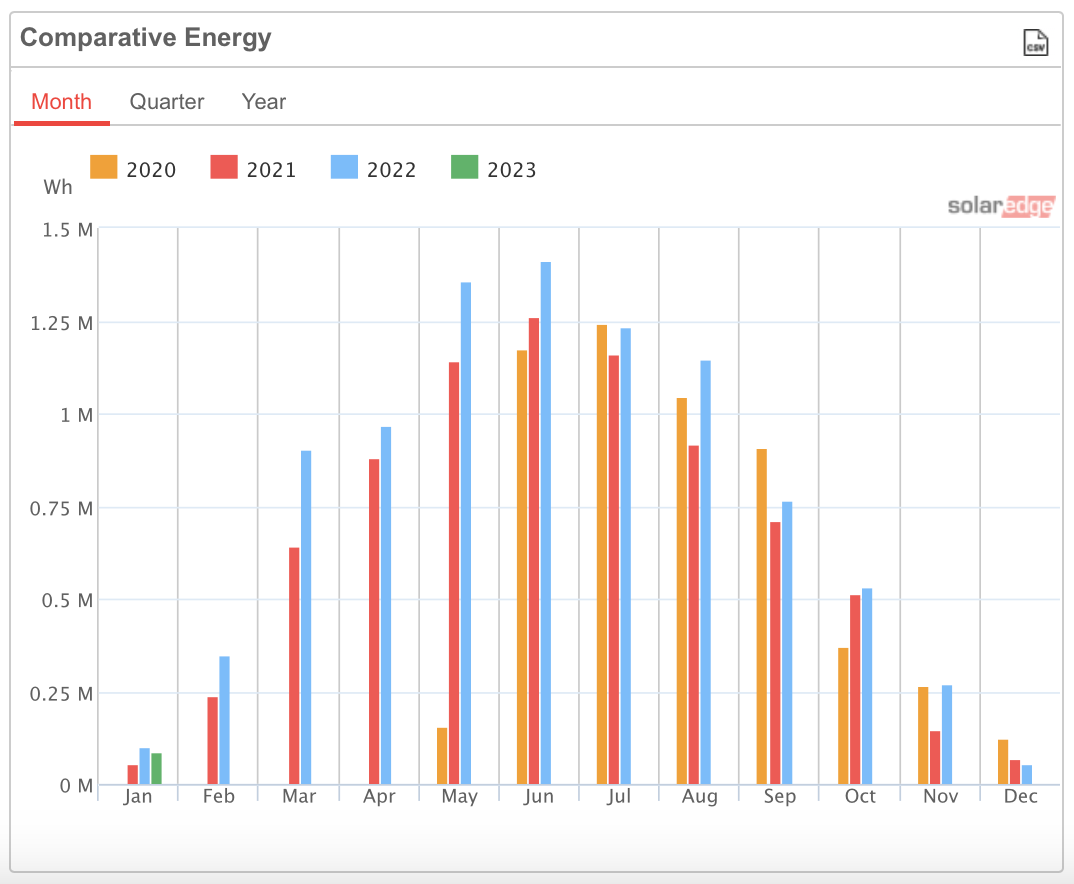 Comparative Energy
CSV
Month Quarter Year
2020 2021 2022 2023
Wh
solaredge
1.5 M
1.25 M
1 M
0.75 M
0.5 M
0.25 M
0 M
Jan Feb Mar Apr May Jun Jul Aug Sep Oct Nov Dec